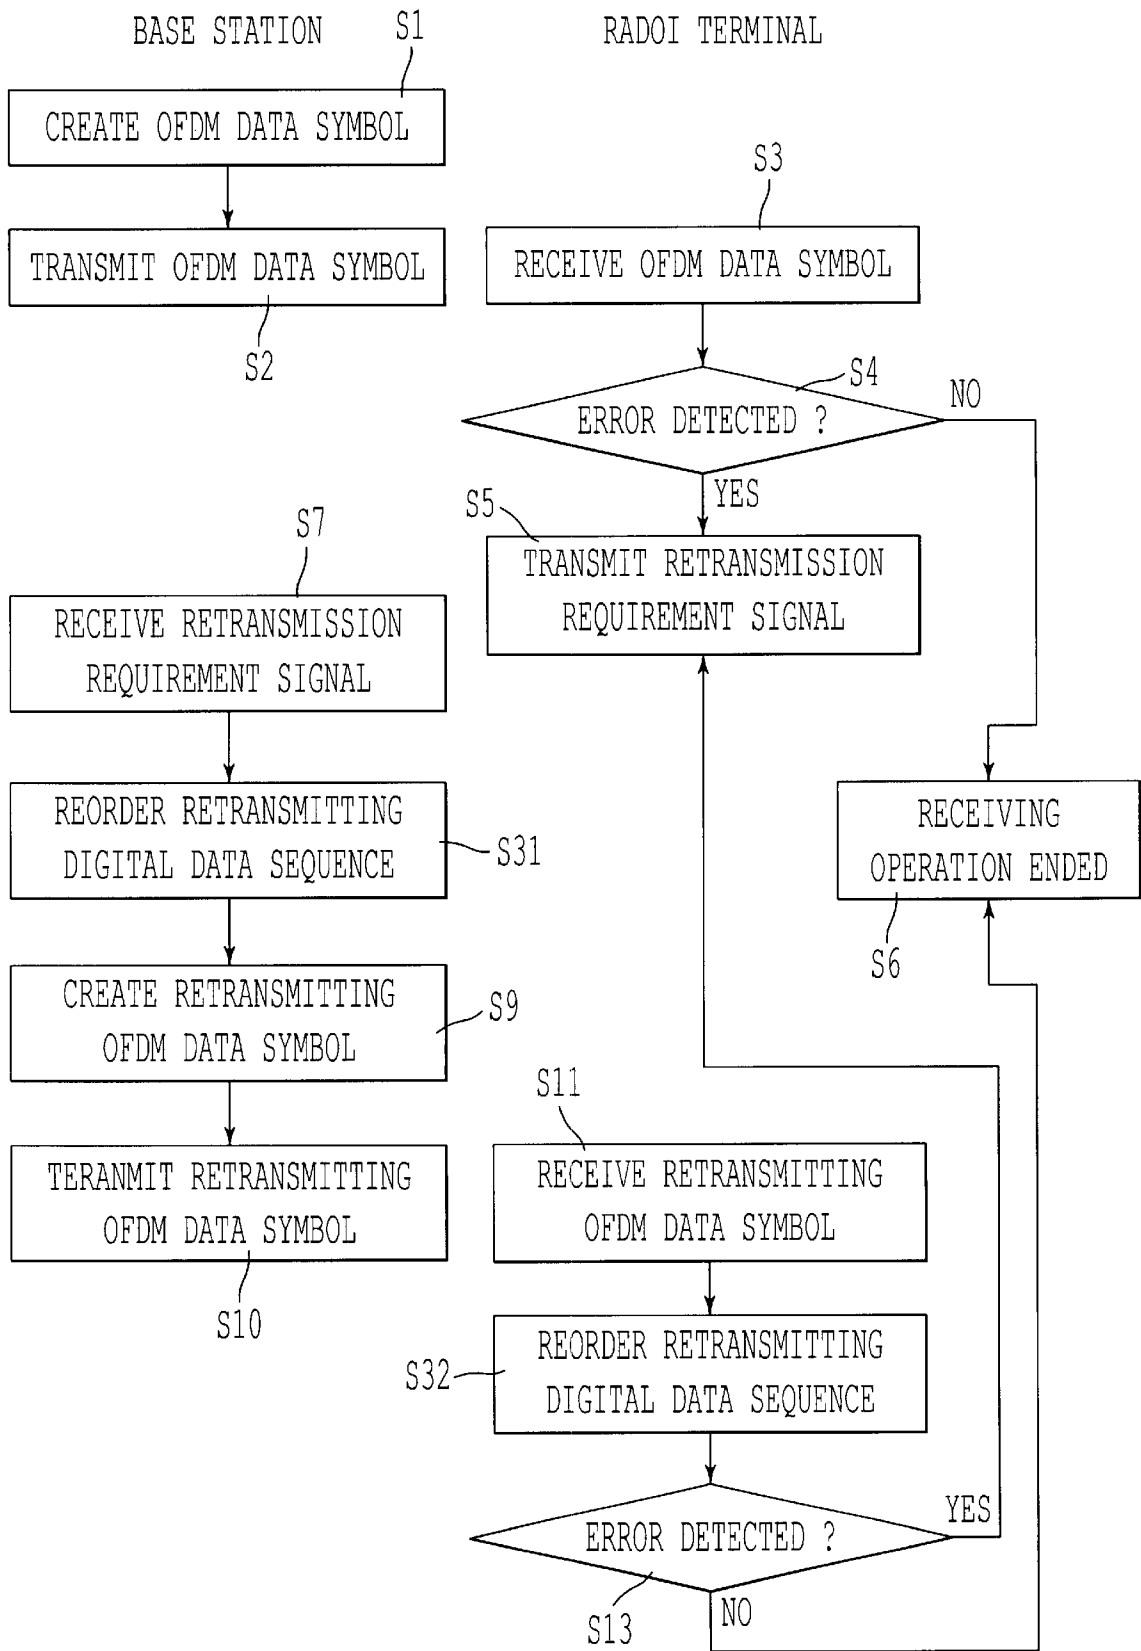 BASE STATION
RADOI TERMINAL
S1
CREATE OFDM DATA SYMBOL
TRANSMIT OFDM DATA SYMBOL
S2
S3
RECEIVE OFDM DATA SYMBOL
S4
ERROR DETECTED ?
NO
YES
S5
TRANSMIT RETRANSMISSION
REQUIREMENT SIGNAL
S7
RECEIVE RETRANSMISSION
REQUIREMENT SIGNAL
REORDER RETRANSMITTING
DIGITAL DATA SEQUENCE
S31
RECEIVING
OPERATION ENDED
S6
CREATE RETRANSMITTING
OFDM DATA SYMBOL
S9
TERANMIT RETRANSMITTING
OFDM DATA SYMBOL
S10
S11
RECEIVE RETRANSMITTING
OFDM DATA SYMBOL
S32
REORDER RETRANSMITTING
DIGITAL DATA SEQUENCE
ERROR DETECTED ?
YES
S13
NO